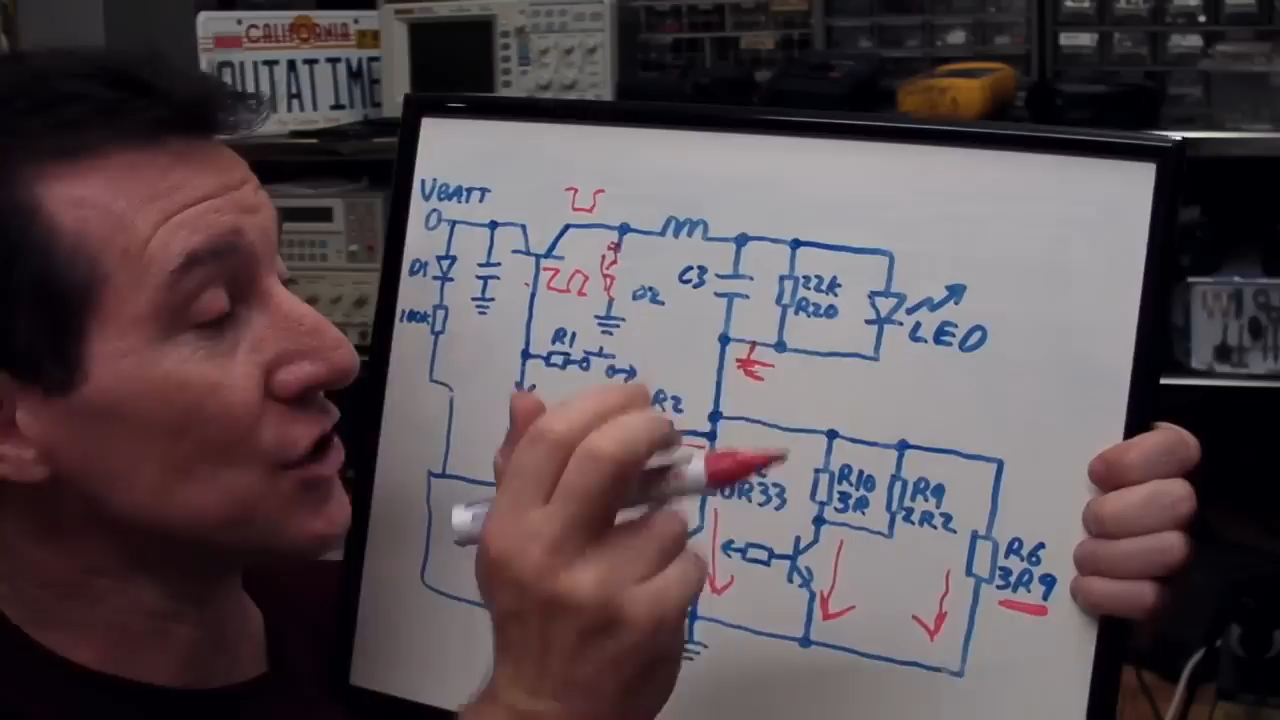 CALIFORNIA
OUTATIME
VBATT
D1
C3
22K
R20
D2
LED
100K
R1
R2
0R33
R10
3R
R9
2R2
R6
3R9